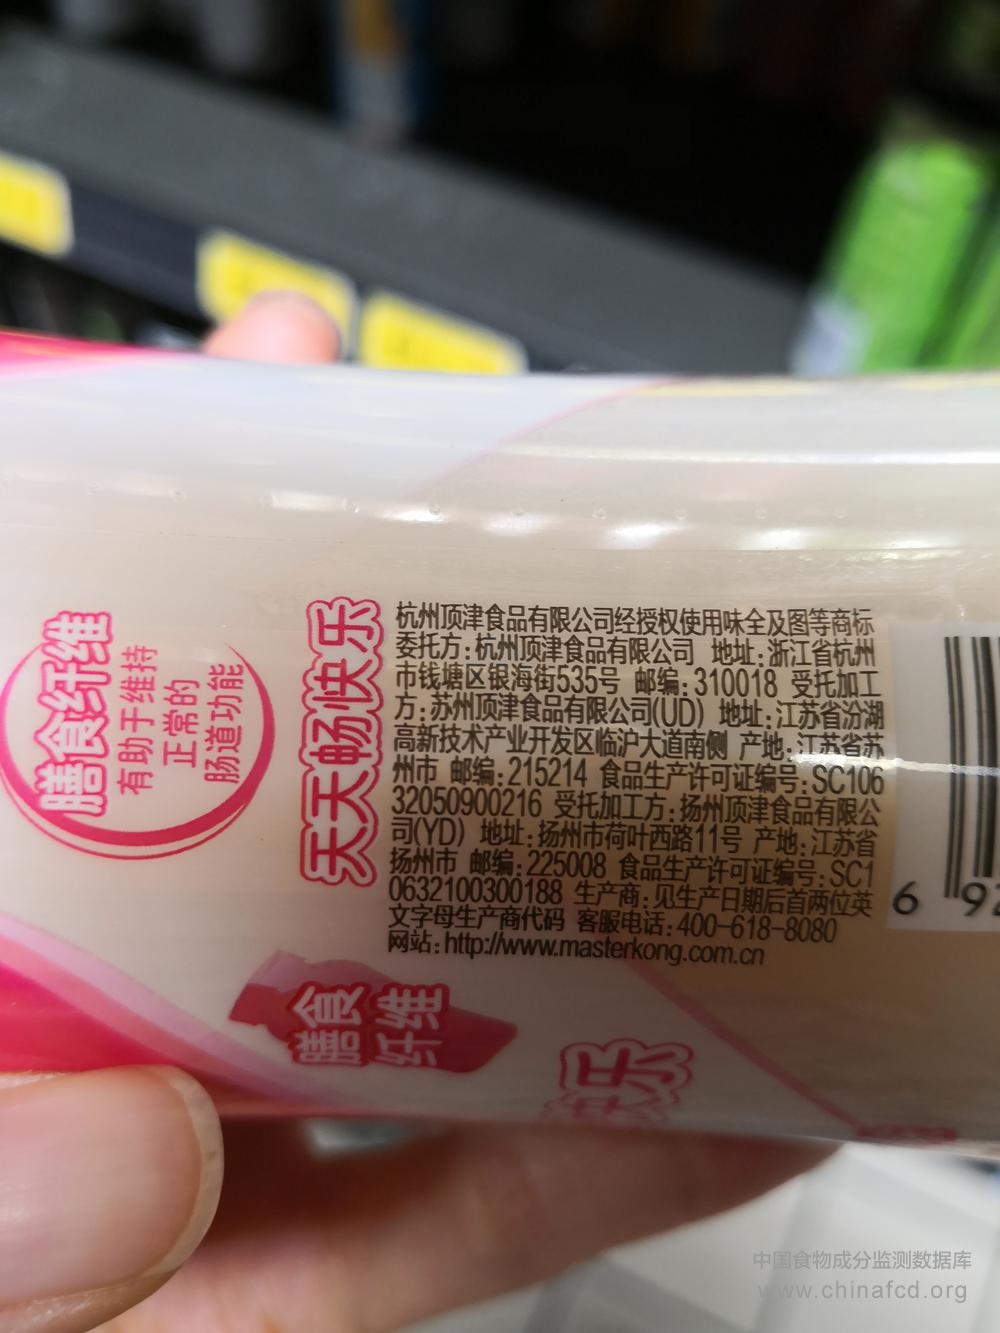 膳食纤维
有助于维持
正常的
肠道功能
天天畅快乐
杭州顶津食品有限公司经授权使用味全及图等商标
委托方:杭州顶津食品有限公司 地址:浙江省杭州
市钱塘区银海街535号 邮编:310018 受托加工
方:苏州顶津食品有限公司(UD) 地址:江苏省汾湖
高新技术产业开发区临沪大道南侧 产地:江苏省苏
州市 邮编:215214 食品生产许可证编号:SC106
32050900216 受托加工方:扬州顶津食品有限公
司(YD) 地址:扬州市荷叶西路11号 产地:江苏省
扬州市 邮编:225008 食品生产许可证编号:SC1
0632100300188 生产商:见生产日期后首两位英
文字母生产商代码 客服电话:400-618-8080
网站:http://www.masterkong.com.cn
6 92
膳食
纤维
快乐
中国食物成分监测数据库
www.chinafcd.org